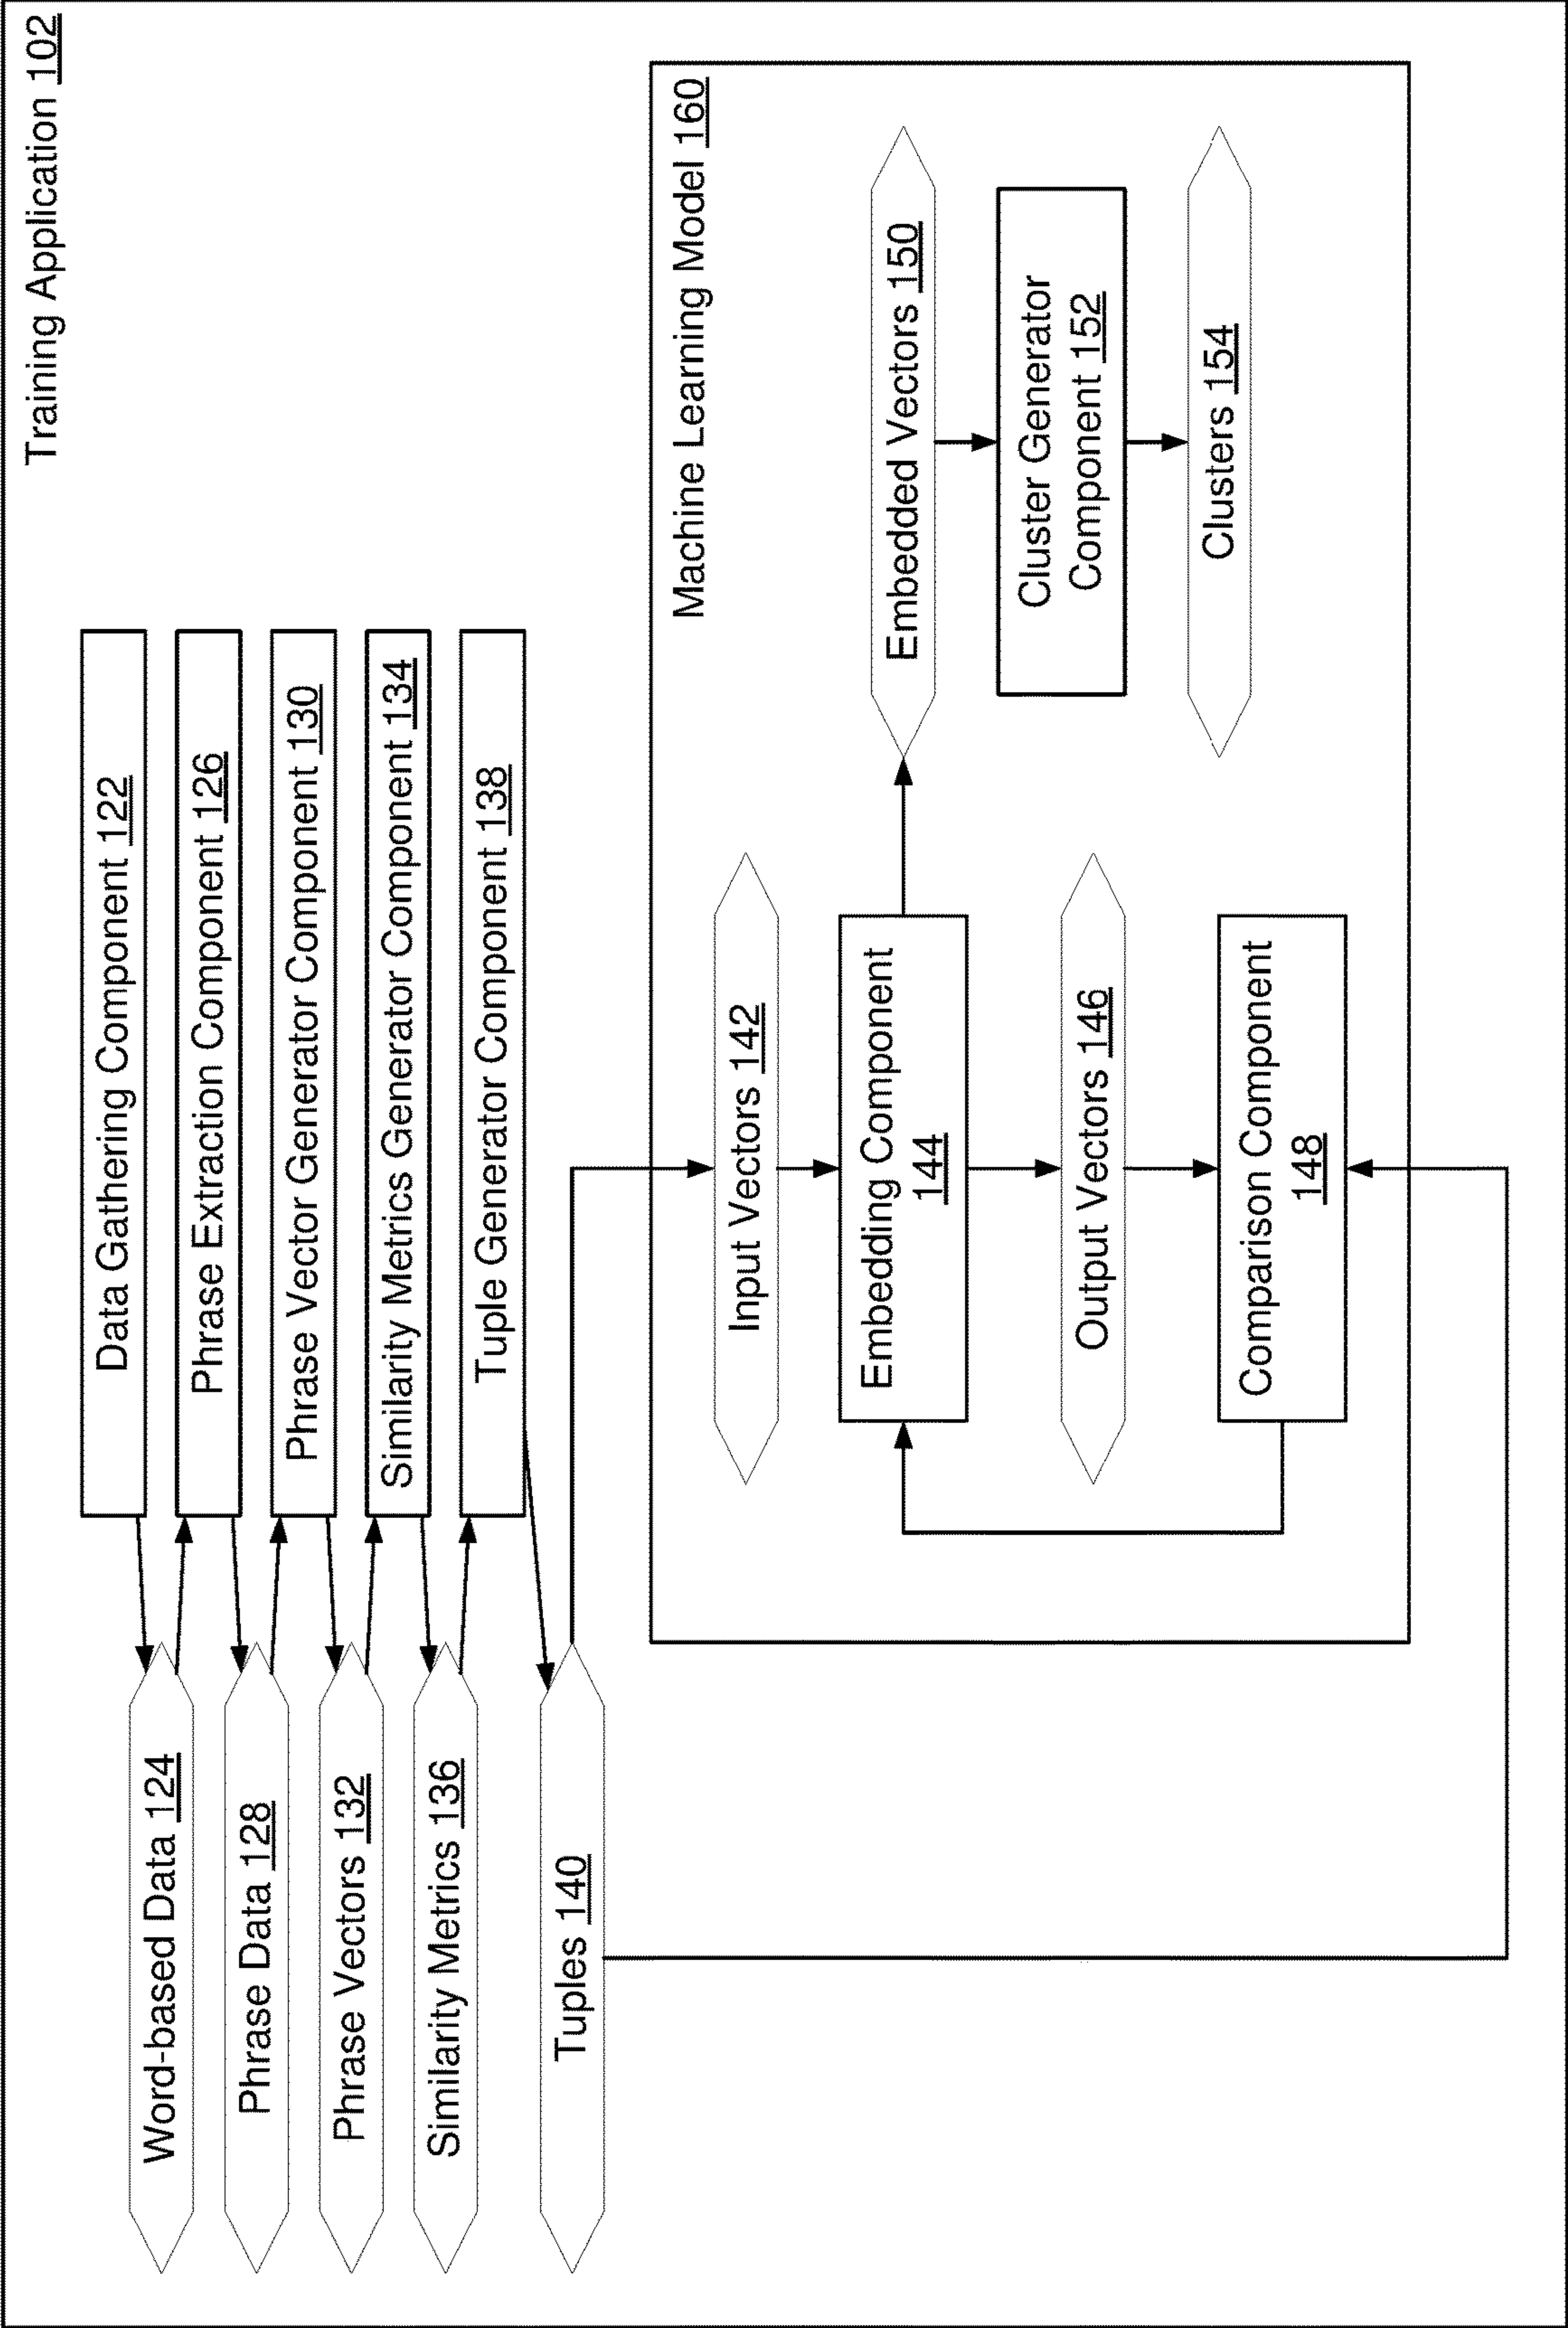 Training Application 102
Data Gathering Component 122
Word-based Data 124
Phrase Extraction Component 126
Phrase Data 128
Phrase Vector Generator Component 130
Phrase Vectors 132
Similarity Metrics Generator Component 134
Similarity Metrics 136
Tuple Generator Component 138
Tuples 140
Machine Learning Model 160
Input Vectors 142
Embedding Component
144
Output Vectors 146
Comparison Component
148
Embedded Vectors 150
Cluster Generator
Component 152
Clusters 154